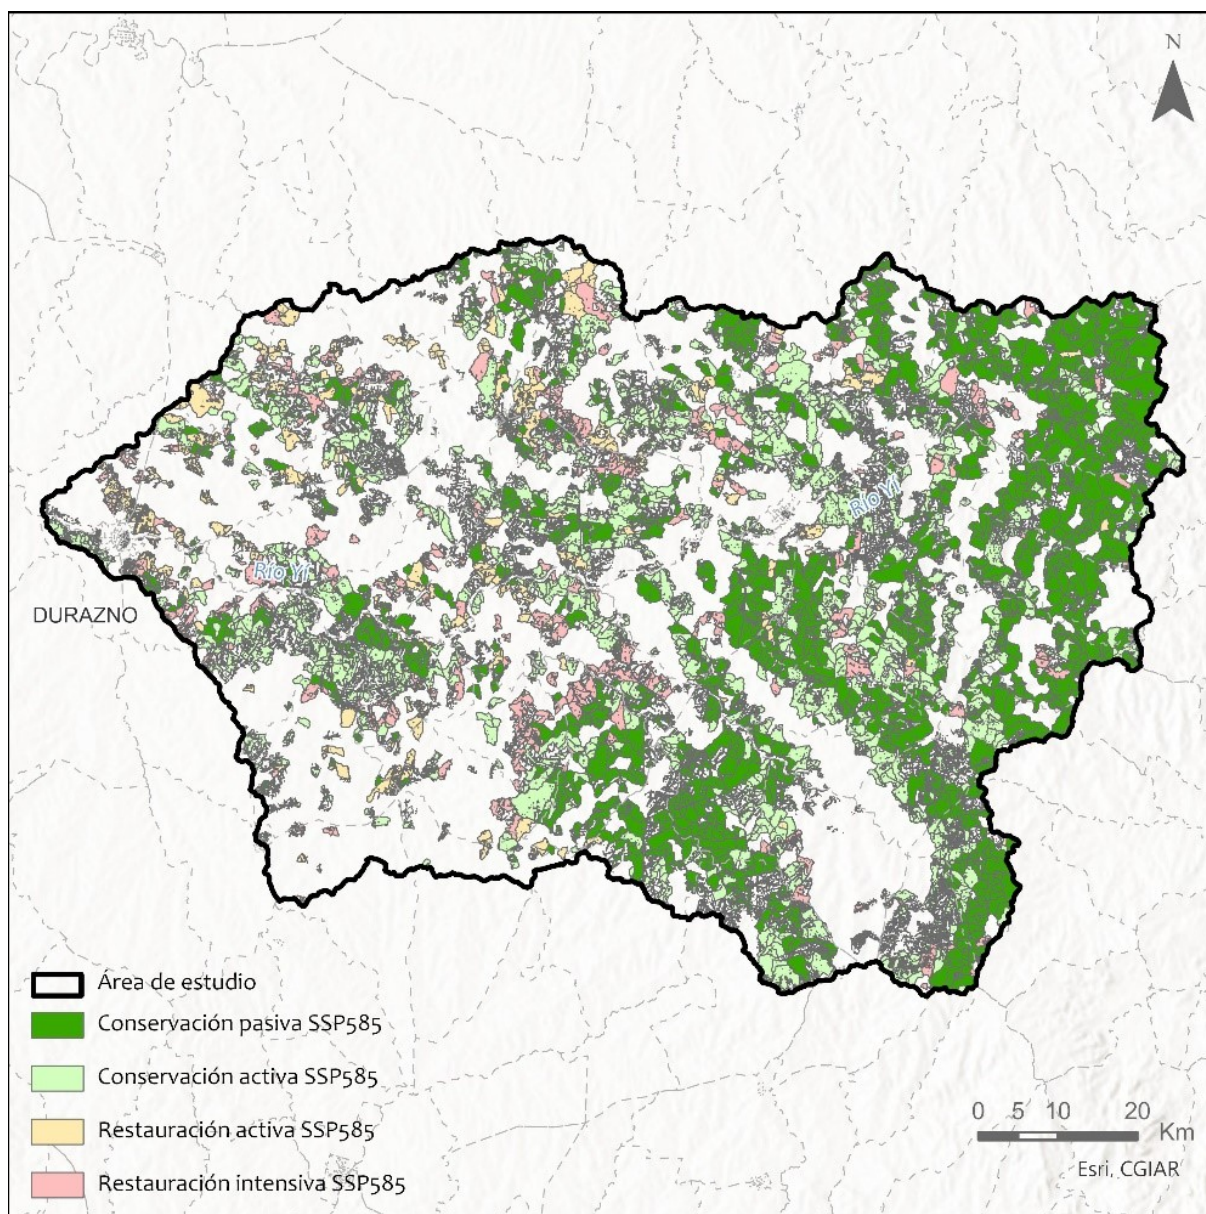 N
Río Yí
Río Yí
DURAZNO
Área de estudio
Conservación pasiva SSP585
Conservación activa SSP585
Restauración activa SSP585
Restauración intensiva SSP585
0 5 10 20
Km
Esri, CGIAR